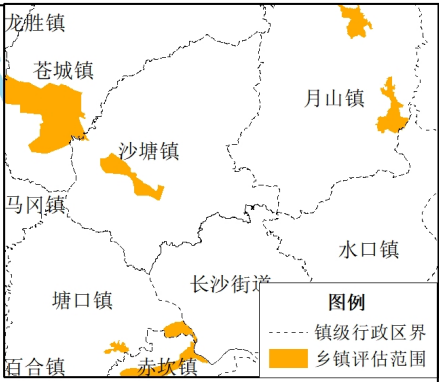 龙胜镇
苍城镇
月山镇
沙塘镇
马冈镇
水口镇
长沙街道
塘口镇
图例
镇级行政区界
乡镇评估范围
百合镇
赤坎镇